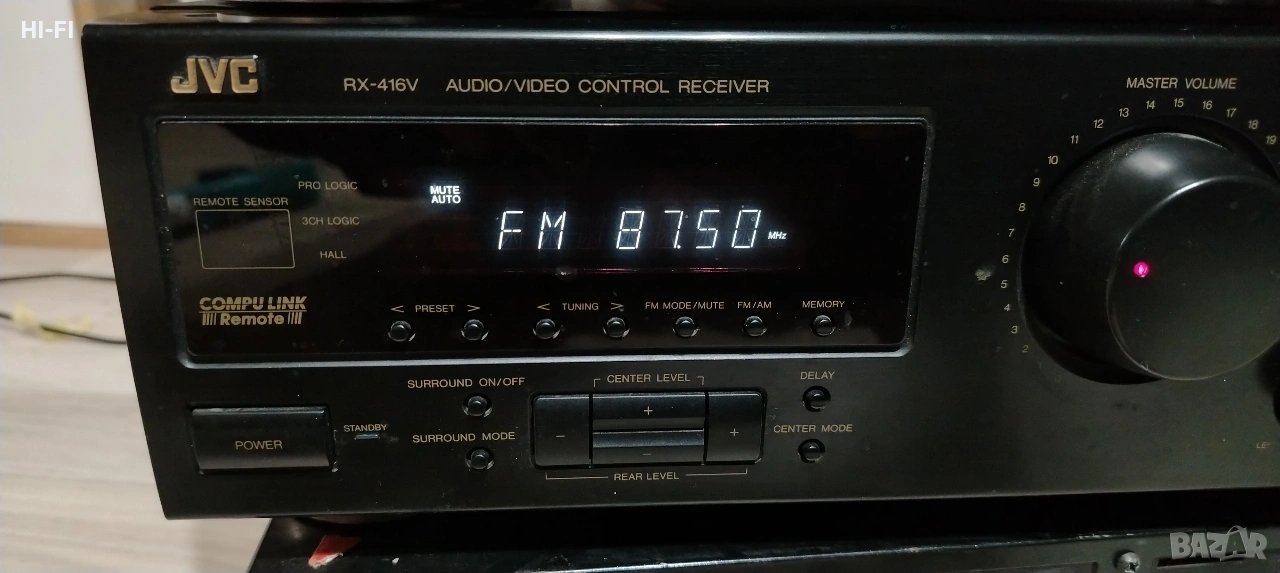 HI-FI
JVC RX-416V AUDIO/VIDEO CONTROL RECEIVER
MASTER VOLUME
2 3 4 5 6 7 8 9 10 11 12 13 14 15 16 17 18 19
PRO LOGIC
REMOTE SENSOR
3CH LOGIC
HALL
MUTE
AUTO
FM 87.50 MHz
COMPU LINK
Remote
< PRESET > < TUNING > FM MODE/MUTE FM/AM MEMORY
SURROUND ON/OFF
CENTER LEVEL
DELAY
POWER
STANDBY
SURROUND MODE
+
- +
-
CENTER MODE
REAR LEVEL
BAZAR